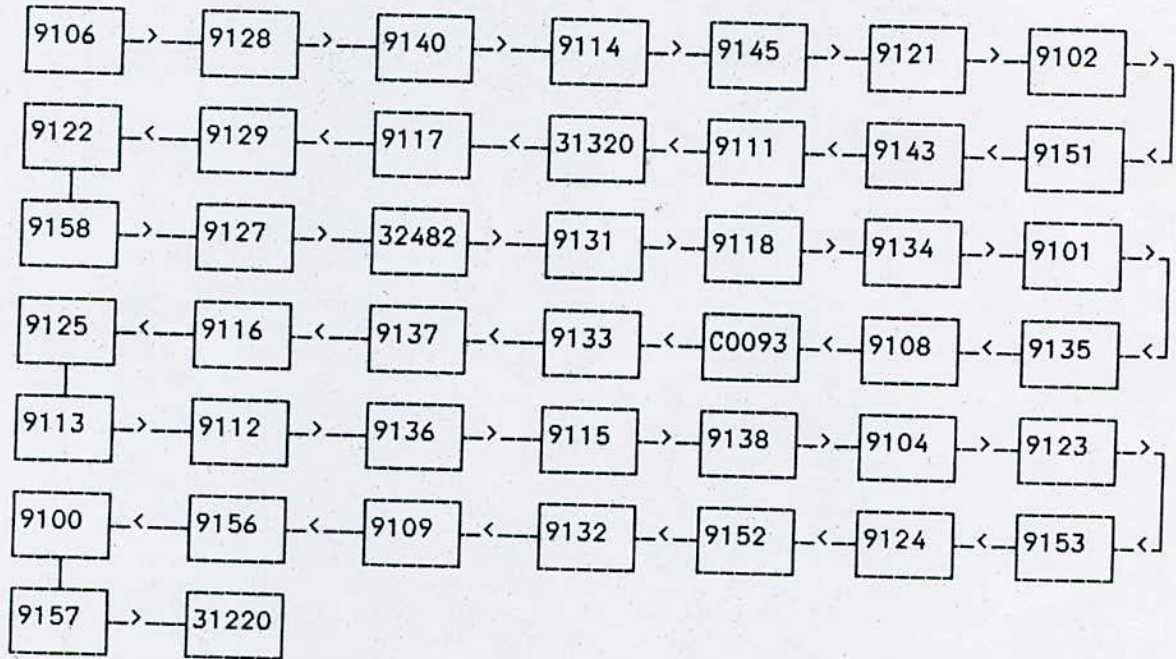 9106 -> 9128 -> 9140 -> 9114 -> 9145 -> 9121 -> 9102 ->
9122 <- 9129 <- 9117 <- 31320 <- 9111 <- 9143 <- 9151 <-
9158 -> 9127 -> 32482 -> 9131 -> 9118 -> 9134 -> 9101 ->
9125 <- 9116 <- 9137 <- 9133 <- C0093 <- 9108 <- 9135 <-
9113 -> 9112 -> 9136 -> 9115 -> 9138 -> 9104 -> 9123 ->
9100 <- 9156 <- 9109 <- 9132 <- 9152 <- 9124 <- 9153 <-
9157 -> 31220